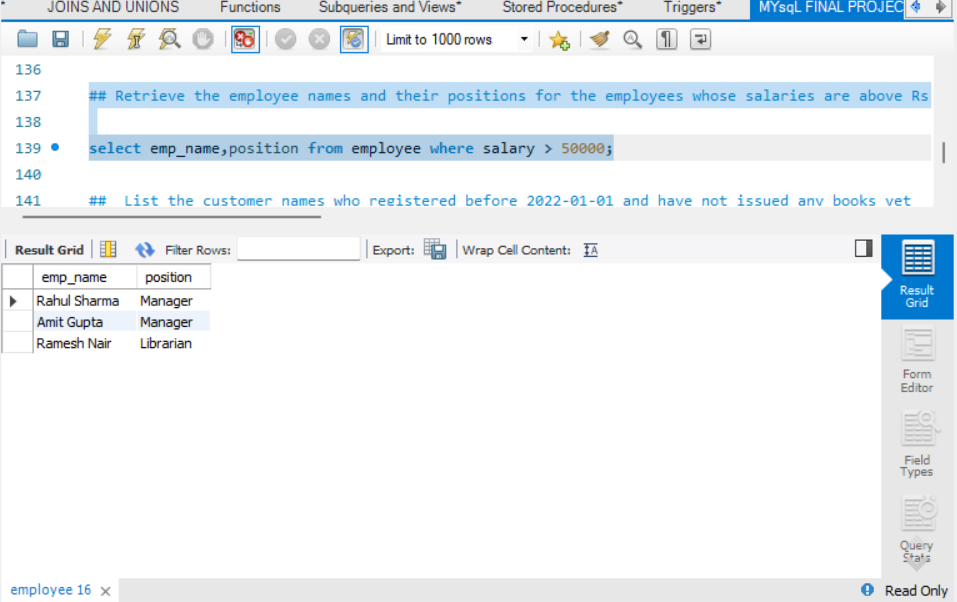 JOINS AND UNIONS Functions Subqueries and Views* Stored Procedures* Triggers* MYsqL FINAL PROJEC
Limit to 1000 rows
136
137 ## Retrieve the employee names and their positions for the employees whose salaries are above Rs
138
139 select emp_name,position from employee where salary > 50000;
140
141 ## List the customer names who registered before 2022-01-01 and have not issued any books yet
Result Grid Filter Rows: Export: Wrap Cell Content: IA
emp_name position
Rahul Sharma Manager
Amit Gupta Manager
Ramesh Nair Librarian
Result
Grid
Form
Editor
Field
Types
Query
Stats
employee 16 Read Only